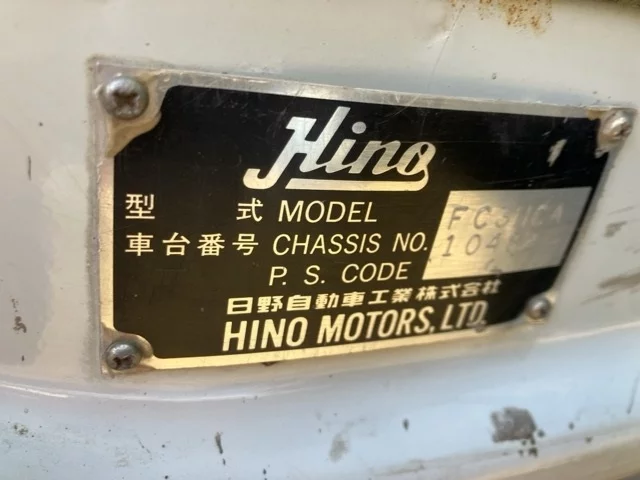 Hino
型 式 MODEL
車台番号 CHASSIS NO.
P. S. CODE
日野自動車工業株式会社
HINO MOTORS, LTD.